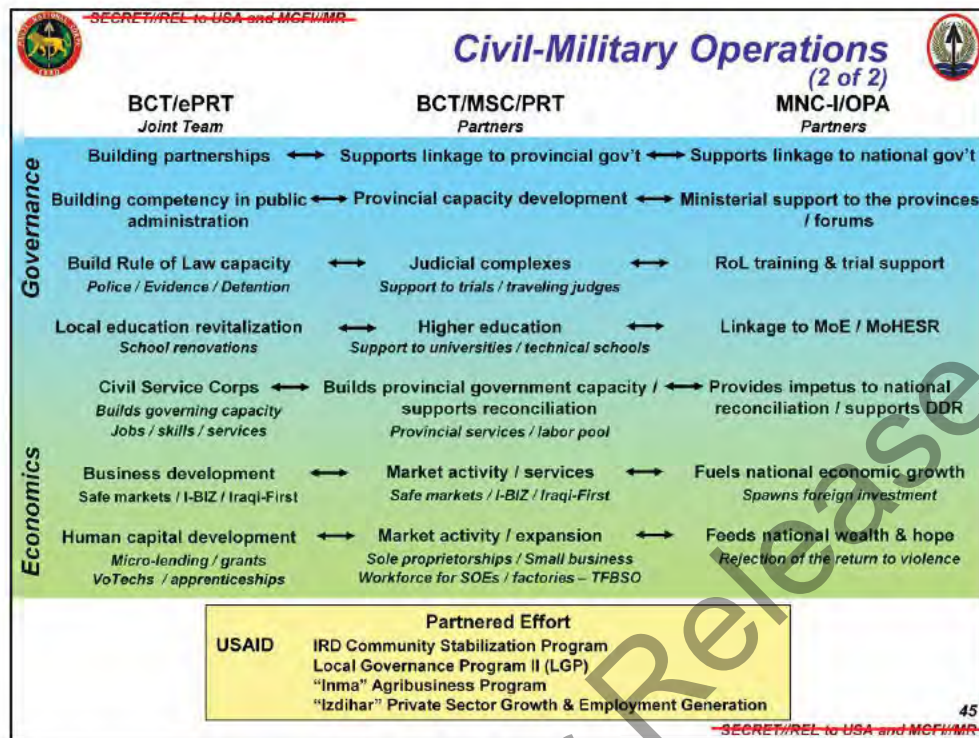 SECRET//REL to USA and MCFI//MR
Civil-Military Operations
(2 of 2)
BCT/ePRT
Joint Team
BCT/MSC/PRT
Partners
MNC-I/OPA
Partners
Governance
Building partnerships ↔ Supports linkage to provincial gov't ↔ Supports linkage to national gov't
Building competency in public administration ↔ Provincial capacity development ↔ Ministerial support to the provinces / forums
Build Rule of Law capacity ↔ Judicial complexes ↔ RoL training & trial support
Police / Evidence / Detention
Support to trials / traveling judges
Local education revitalization ↔ Higher education ↔ Linkage to MoE / MoHESR
School renovations
Support to universities / technical schools
Civil Service Corps ↔ Builds provincial government capacity / supports reconciliation ↔ Provides impetus to national reconciliation / supports DDR
Builds governing capacity
Jobs / skills / services
Provincial services / labor pool
Economics
Business development ↔ Market activity / services ↔ Fuels national economic growth
Safe markets / I-BIZ / Iraqi-First
Safe markets / I-BIZ / Iraqi-First
Spawns foreign investment
Human capital development ↔ Market activity / expansion ↔ Feeds national wealth & hope
Micro-lending / grants
VoTechs / apprenticeships
Sole proprietorships / Small business
Workforce for SOEs / factories – TFBSO
Rejection of the return to violence
Partnered Effort
USAID
IRD Community Stabilization Program
Local Governance Program II (LGP)
"Inma" Agribusiness Program
"Izdihar" Private Sector Growth & Employment Generation
45
SECRET//REL to USA and MCFI//MR
Release